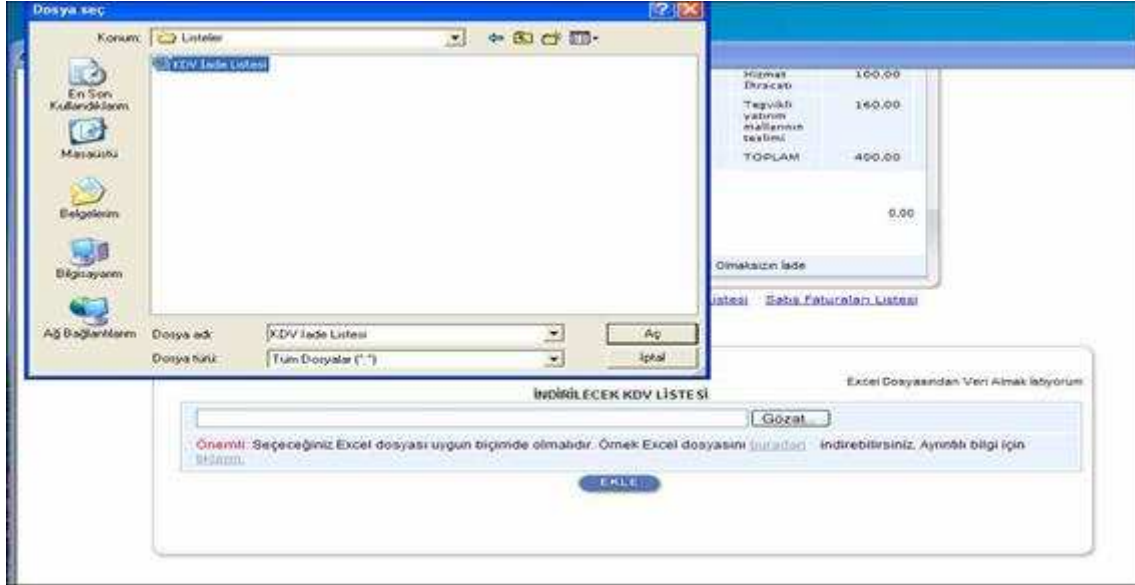 Dosya seç
Konum: Listeler
KDV İade Listesi
En Son
Kullandıklarım
Masaüstü
Belgelerim
Bilgisayarım
Ağ Bağlantılarım
Dosya adı: KDV İade Listesi Aç
Dosya türü: Tüm Dosyalar (*.*) İptal
Hizmet İhracatı 100.00
Teşvikli yatırım mallarının teslimi 160.00
TOPLAM 400.00
0.00
Olmaksızın İade
Listesi Satış Faturaları Listesi
Excel Dosyasından Veri Almak İstiyorum
İNDİRİLECEK KDV LİSTESİ
Gözat...
Önemli: Seçeceğiniz Excel dosyası uygun biçimde olmalıdır. Örnek Excel dosyasını buradan indirebilirsiniz. Ayrıntılı bilgi için
tıklayın.
EKLE